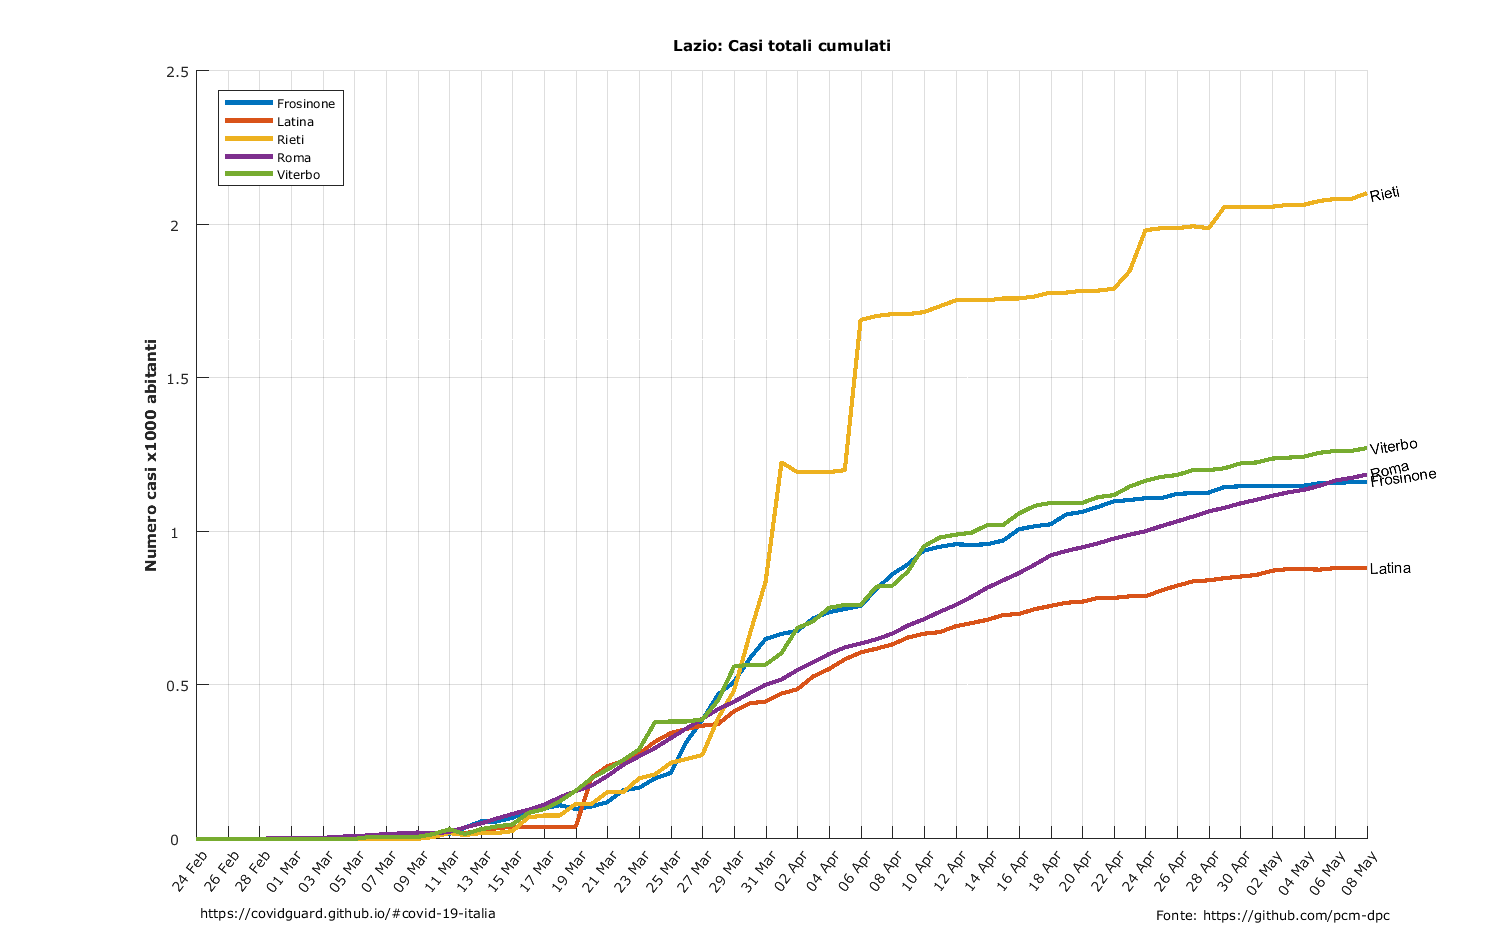 Lazio: Casi totali cumulati
Numero casi x1000 abitanti
2.5
2
1.5
1
0.5
0
Frosinone
Latina
Rieti
Roma
Viterbo
Rieti
Viterbo
Roma
Frosinone
Latina
24 Feb
26 Feb
28 Feb
01 Mar
03 Mar
05 Mar
07 Mar
09 Mar
11 Mar
13 Mar
15 Mar
17 Mar
19 Mar
21 Mar
23 Mar
25 Mar
27 Mar
29 Mar
31 Mar
02 Apr
04 Apr
06 Apr
08 Apr
10 Apr
12 Apr
14 Apr
16 Apr
18 Apr
20 Apr
22 Apr
24 Apr
26 Apr
28 Apr
30 Apr
02 May
04 May
06 May
08 May
https://covidguard.github.io/#covid-19-italia
Fonte: https://github.com/pcm-dpc